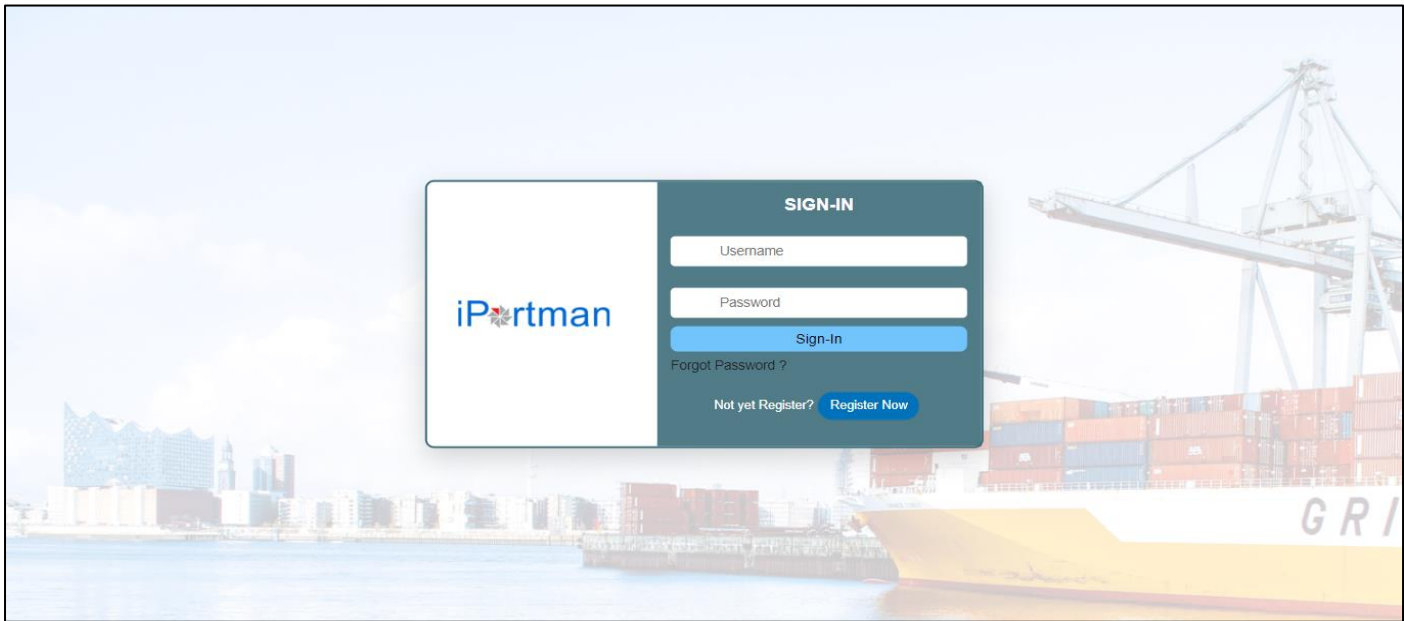 SIGN-IN
Username
Password
iPortman
Sign-In
Forgot Password ?
Not yet Register? Register Now
GRI